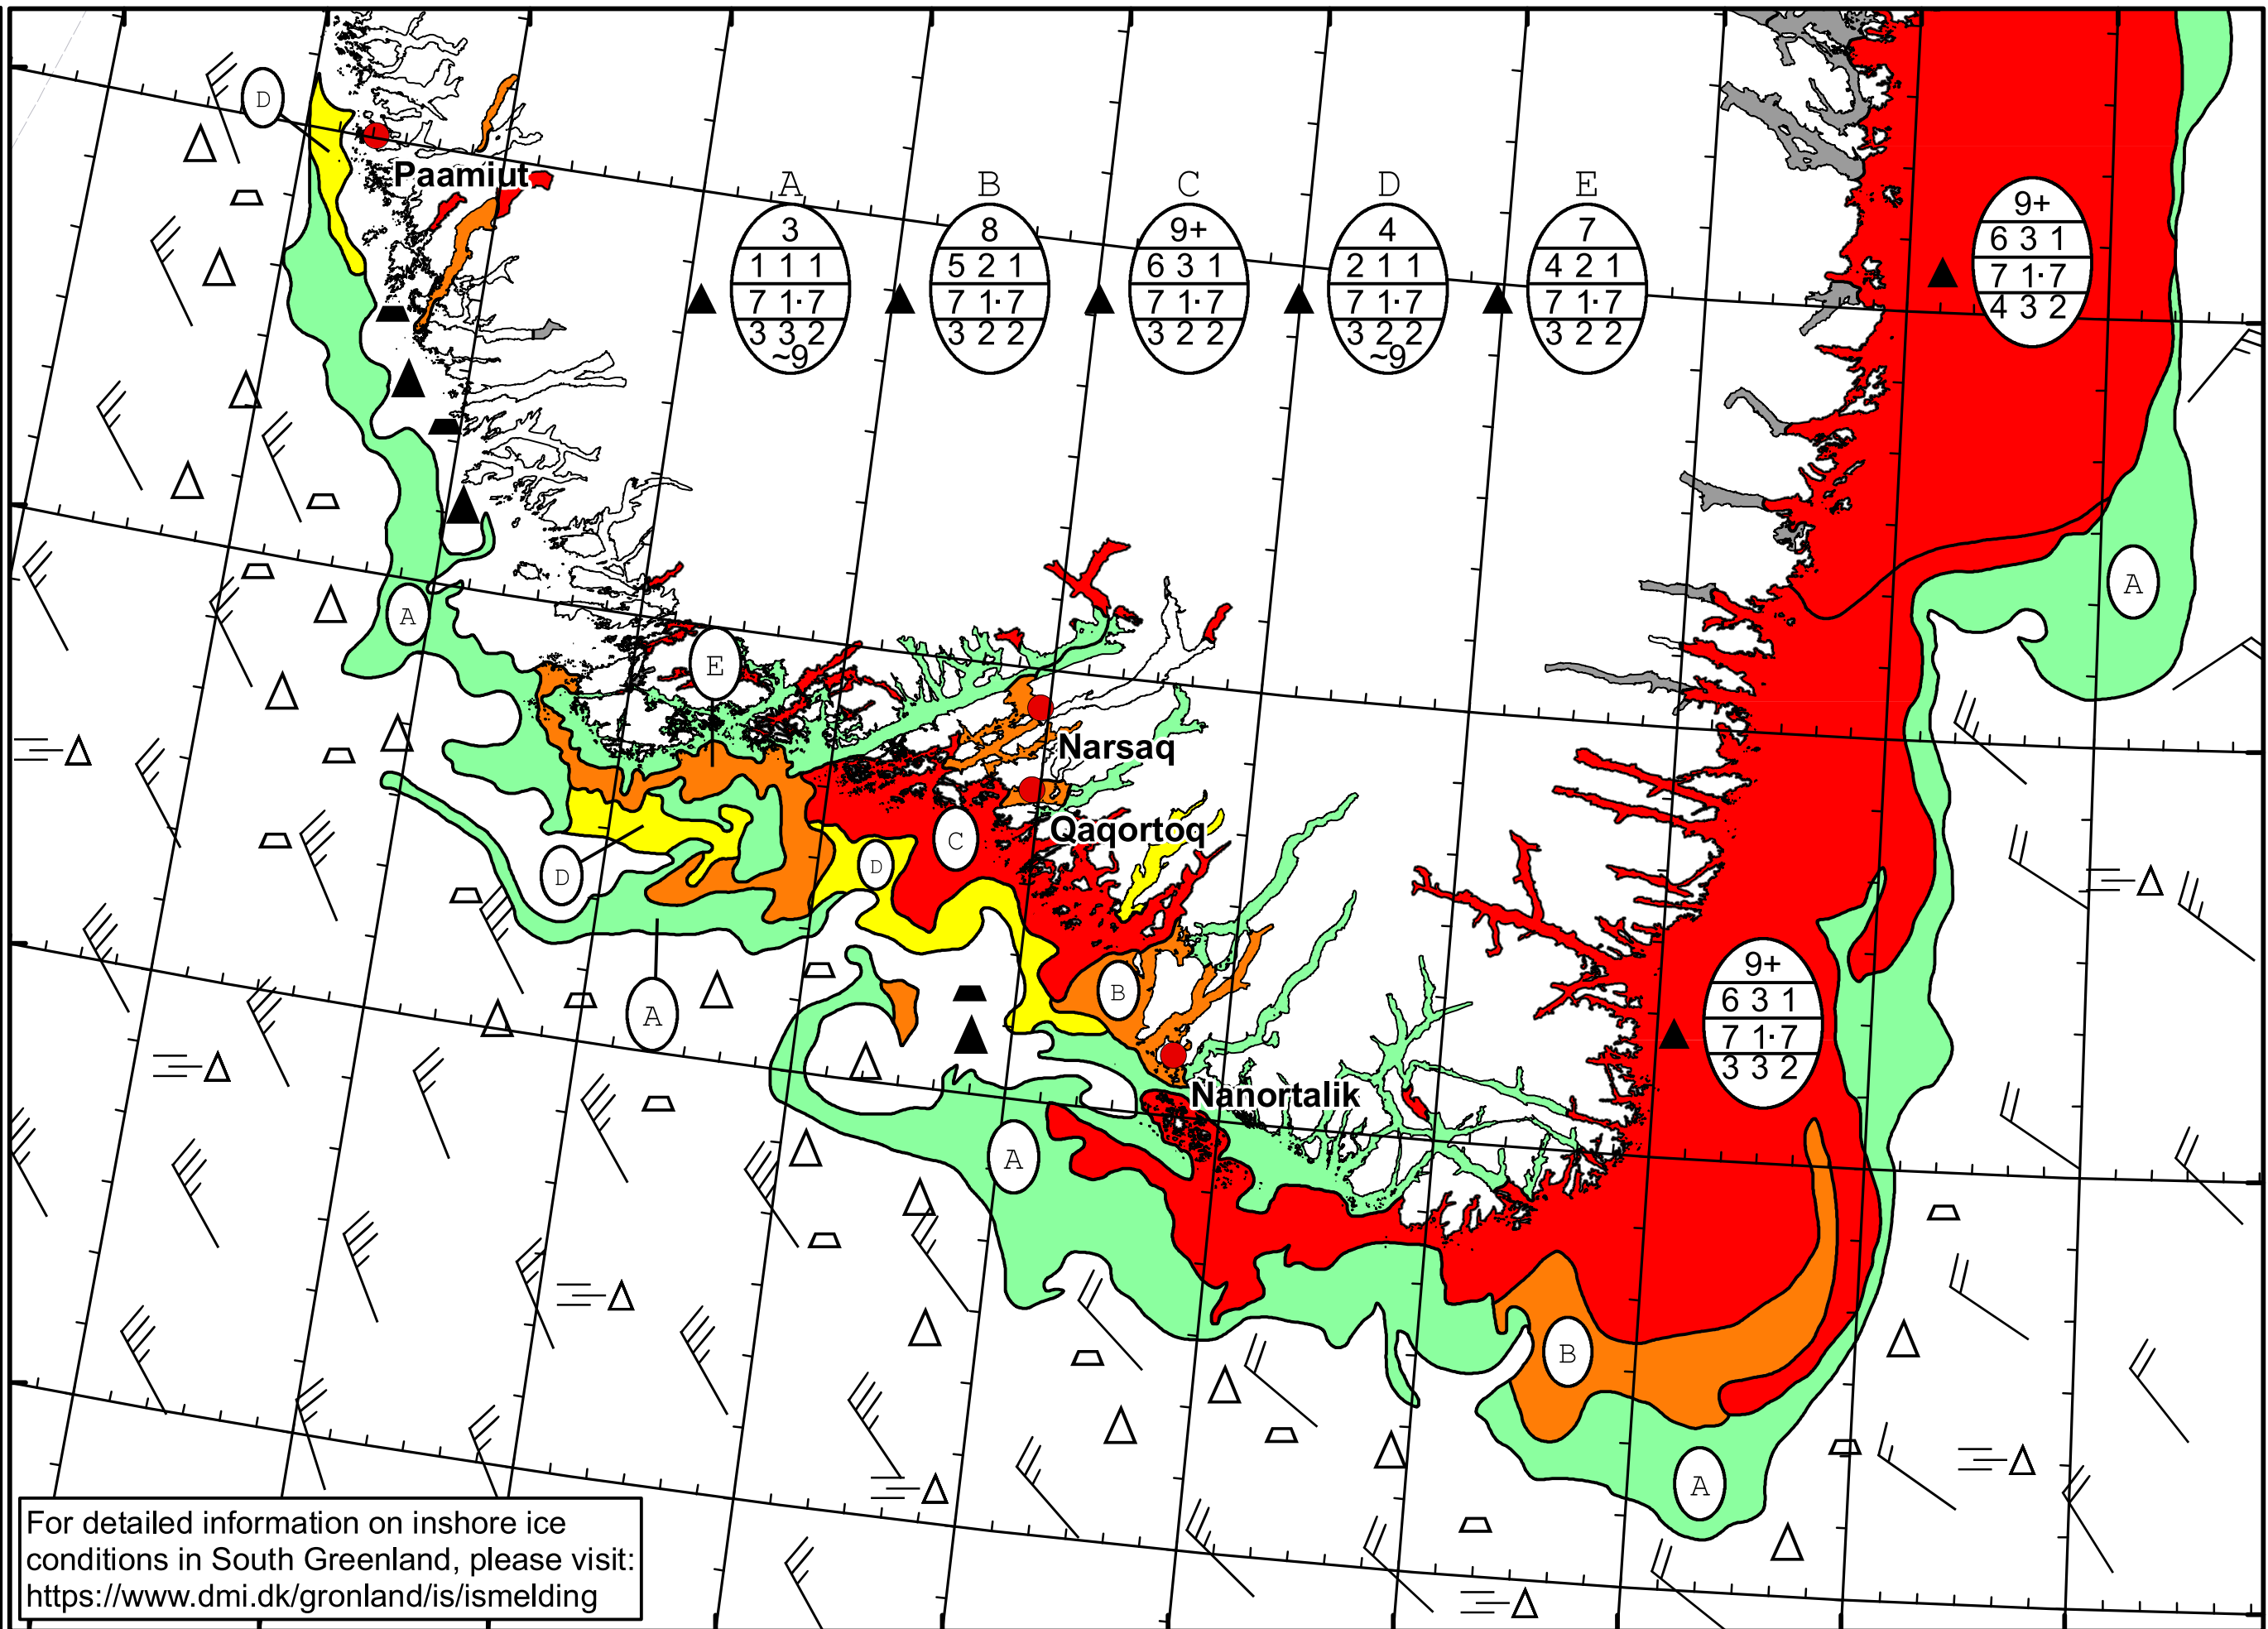 D
Paamiut
A B C D E
3
1 1 1
7 1· 7
3 3 2
~9
8
5 2 1
7 1· 7
3 2 2
9+
6 3 1
7 1· 7
3 2 2
4
2 1 1
7 1· 7
3 2 2
~9
7
4 2 1
7 1· 7
3 2 2
9+
6 3 1
7 1· 7
4 3 2
A
A
E
Narsaq
Qaqortoq
C
D
D
B
A
9+
6 3 1
7 1· 7
3 3 2
Nanortalik
A
B
A
For detailed information on inshore ice
conditions in South Greenland, please visit:
https://www.dmi.dk/gronland/is/ismelding